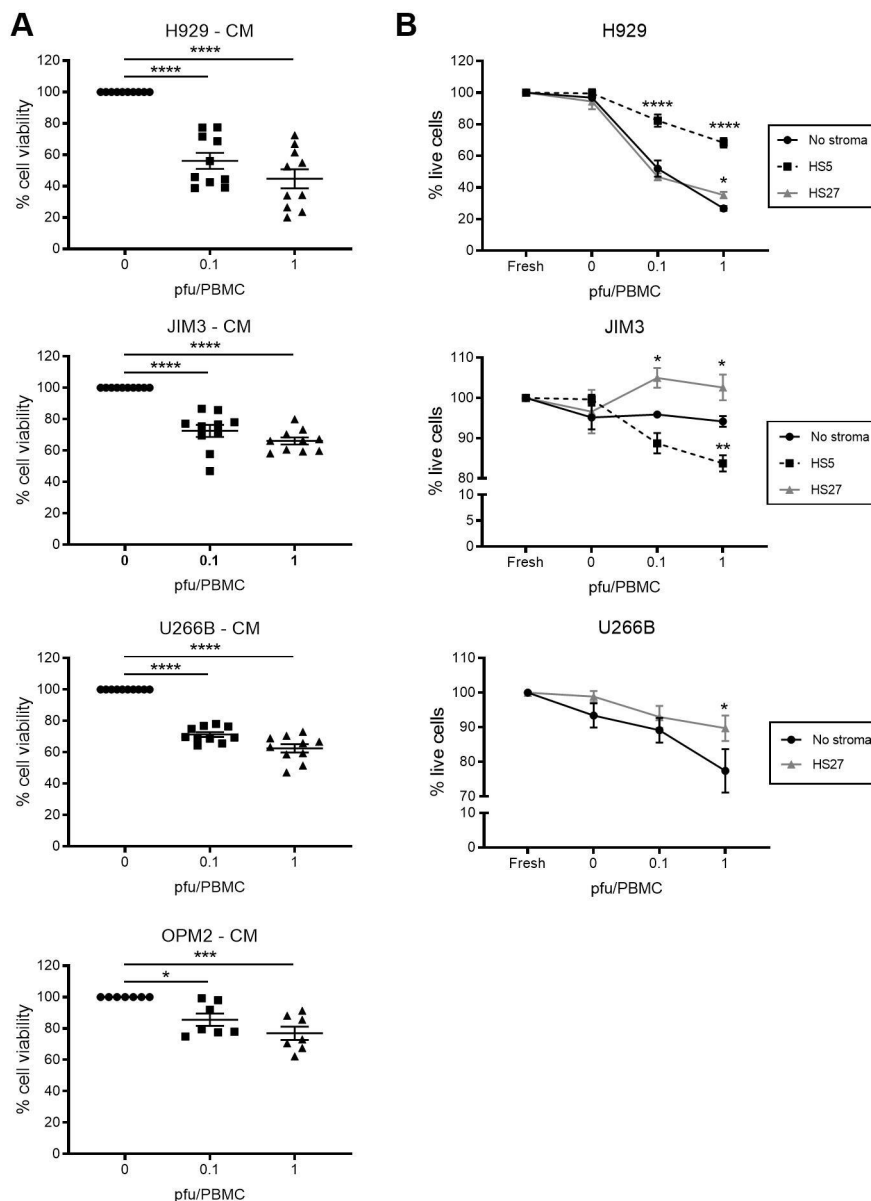 A
H929 - CM
****
****
120
100
80
60
40
20
0
% cell viability
0 0.1 1
pfu/PBMC
JIM3 - CM
****
****
120
100
80
60
40
20
0
% cell viability
0 0.1 1
pfu/PBMC
U266B - CM
****
****
120
100
80
60
40
20
0
% cell viability
0 0.1 1
pfu/PBMC
OPM2 - CM
***
*
120
100
80
60
40
20
0
% cell viability
0 0.1 1
pfu/PBMC
B
H929
120
100
80
60
40
20
0
% live cells
**** ****
*
Fresh 0 0.1 1
pfu/PBMC
No stroma
HS5
HS27
JIM3
110
100
90
80
10
5
0
% live cells
* *
**
Fresh 0 0.1 1
pfu/PBMC
No stroma
HS5
HS27
U266B
110
100
90
80
70
10
0
% live cells
*
Fresh 0 0.1 1
pfu/PBMC
No stroma
HS27